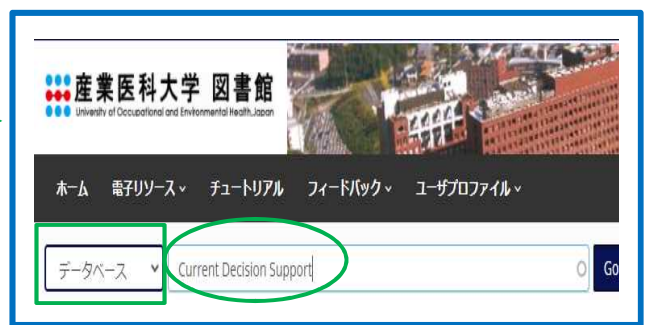 産業医科大学 図書館
University of Occupational and Environmental Health, Japan
ホーム 電子リソース チュートリアル フィードバック ユーザプロファイル
データベース Current Decision Support Go